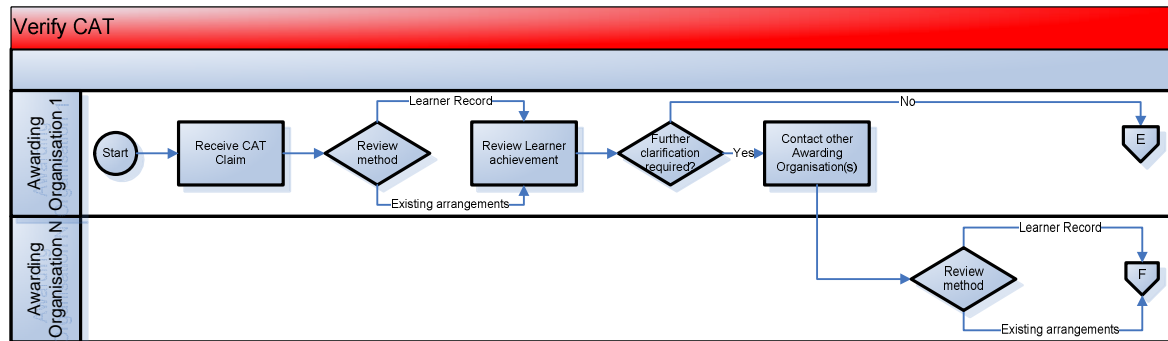 Verify CAT
Awarding
Organisation 1
Start
Receive CAT
Claim
Review
method
Learner Record
Existing arrangements
Review Learner
achievement
Further
clarification
required?
No
Yes
Contact other
Awarding
Organisation(s)
E
Awarding
Organisation N
Review
method
Learner Record
Existing arrangements
F